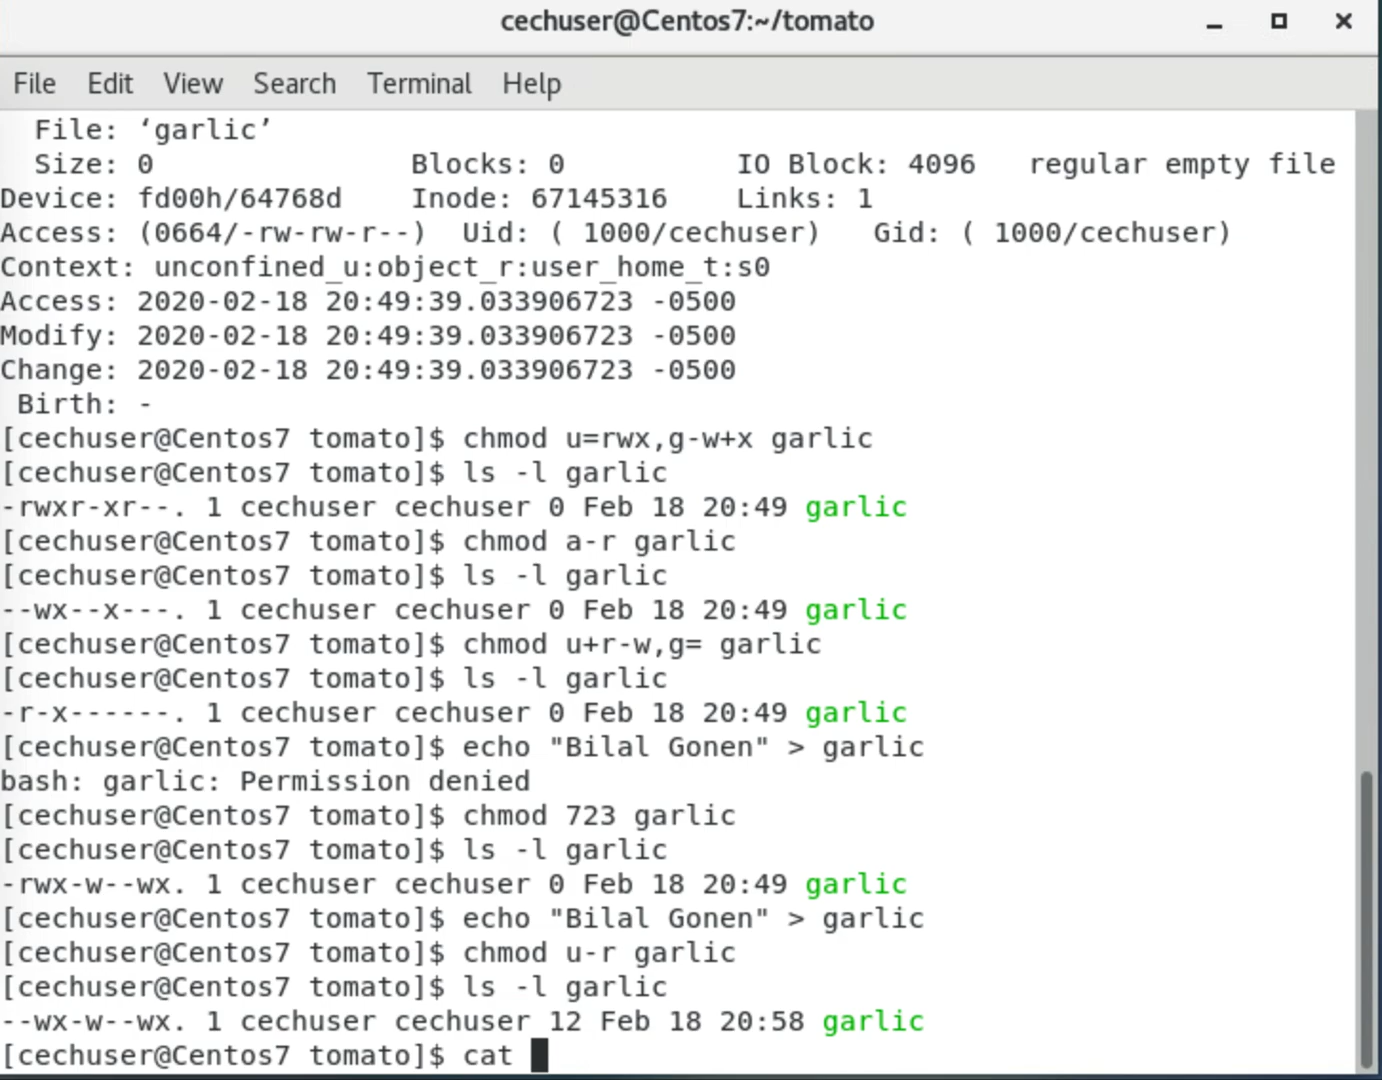 cechuser@Centos7:~/tomato
File Edit View Search Terminal Help
File: ‘garlic’
Size: 0 Blocks: 0 IO Block: 4096 regular empty file
Device: fd00h/64768d Inode: 67145316 Links: 1
Access: (0664/-rw-rw-r--) Uid: ( 1000/cechuser) Gid: ( 1000/cechuser)
Context: unconfined_u:object_r:user_home_t:s0
Access: 2020-02-18 20:49:39.033906723 -0500
Modify: 2020-02-18 20:49:39.033906723 -0500
Change: 2020-02-18 20:49:39.033906723 -0500
Birth: -
[cechuser@Centos7 tomato]$ chmod u=rwx,g-w+x garlic
[cechuser@Centos7 tomato]$ ls -l garlic
-rwxr-xr--. 1 cechuser cechuser 0 Feb 18 20:49 garlic
[cechuser@Centos7 tomato]$ chmod a-r garlic
[cechuser@Centos7 tomato]$ ls -l garlic
--wx--x---. 1 cechuser cechuser 0 Feb 18 20:49 garlic
[cechuser@Centos7 tomato]$ chmod u+r-w,g= garlic
[cechuser@Centos7 tomato]$ ls -l garlic
-r-x------. 1 cechuser cechuser 0 Feb 18 20:49 garlic
[cechuser@Centos7 tomato]$ echo "Bilal Gonen" > garlic
bash: garlic: Permission denied
[cechuser@Centos7 tomato]$ chmod 723 garlic
[cechuser@Centos7 tomato]$ ls -l garlic
-rwx-w--wx. 1 cechuser cechuser 0 Feb 18 20:49 garlic
[cechuser@Centos7 tomato]$ echo "Bilal Gonen" > garlic
[cechuser@Centos7 tomato]$ chmod u-r garlic
[cechuser@Centos7 tomato]$ ls -l garlic
--wx-w--wx. 1 cechuser cechuser 12 Feb 18 20:58 garlic
[cechuser@Centos7 tomato]$ cat